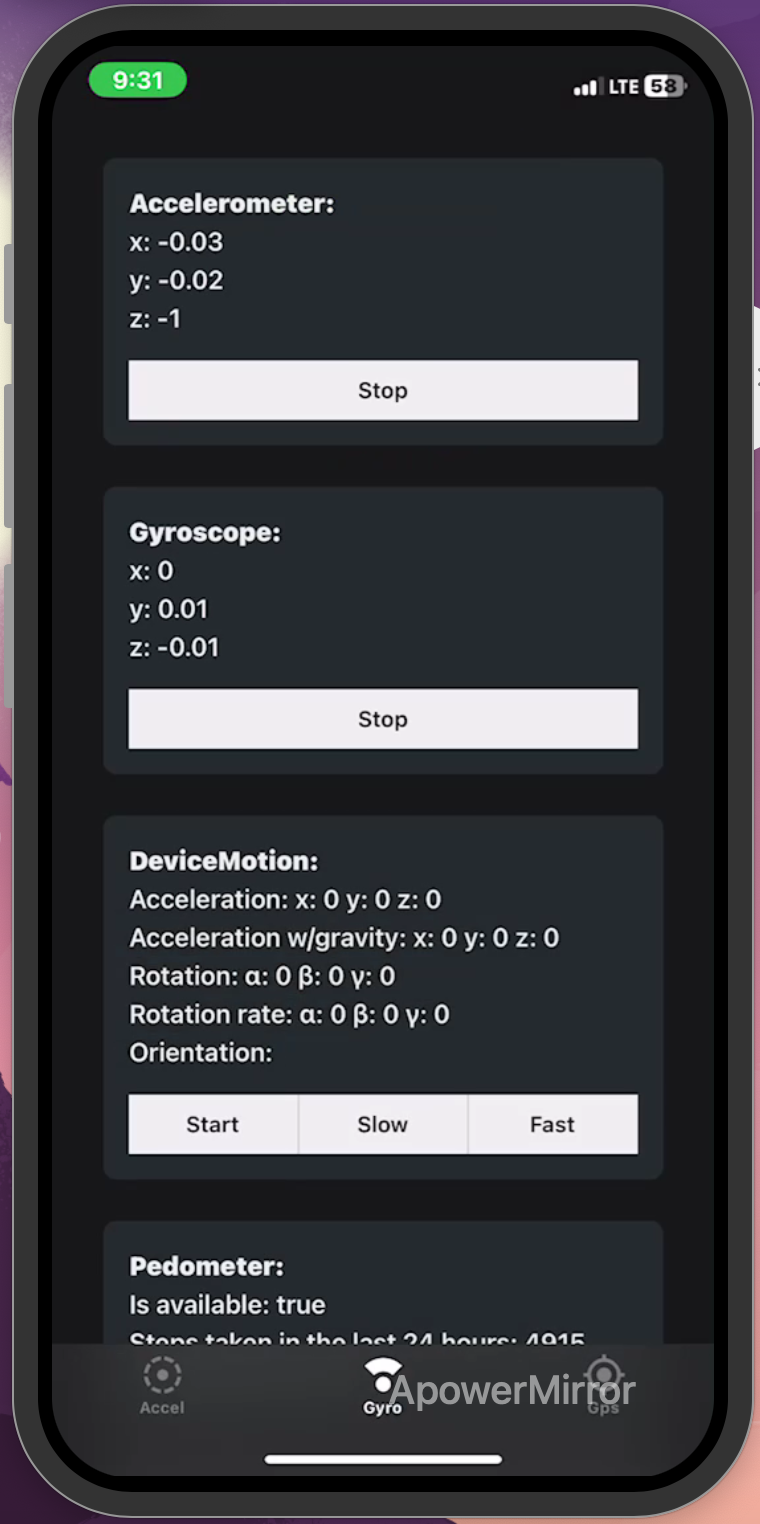 9:31
LTE 58
Accelerometer:
x: -0.03
y: -0.02
z: -1
Stop
Gyroscope:
x: 0
y: 0.01
z: -0.01
Stop
DeviceMotion:
Acceleration: x: 0 y: 0 z: 0
Acceleration w/gravity: x: 0 y: 0 z: 0
Rotation: α: 0 β: 0 γ: 0
Rotation rate: α: 0 β: 0 γ: 0
Orientation:
Start Slow Fast
Pedometer:
Is available: true
Steps taken in the last 24 hours: 4915
ApowerMirror
Accel Gyro Gps